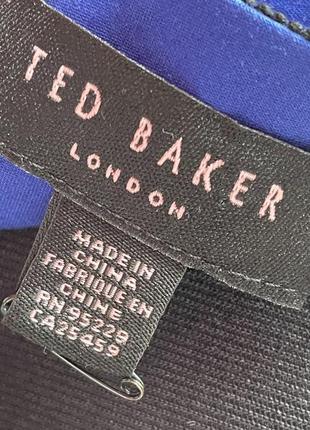 TED BAKER
LONDON
MADE IN
CHINA
FABRIQUE EN
CHINE
RN 95229
CA25459